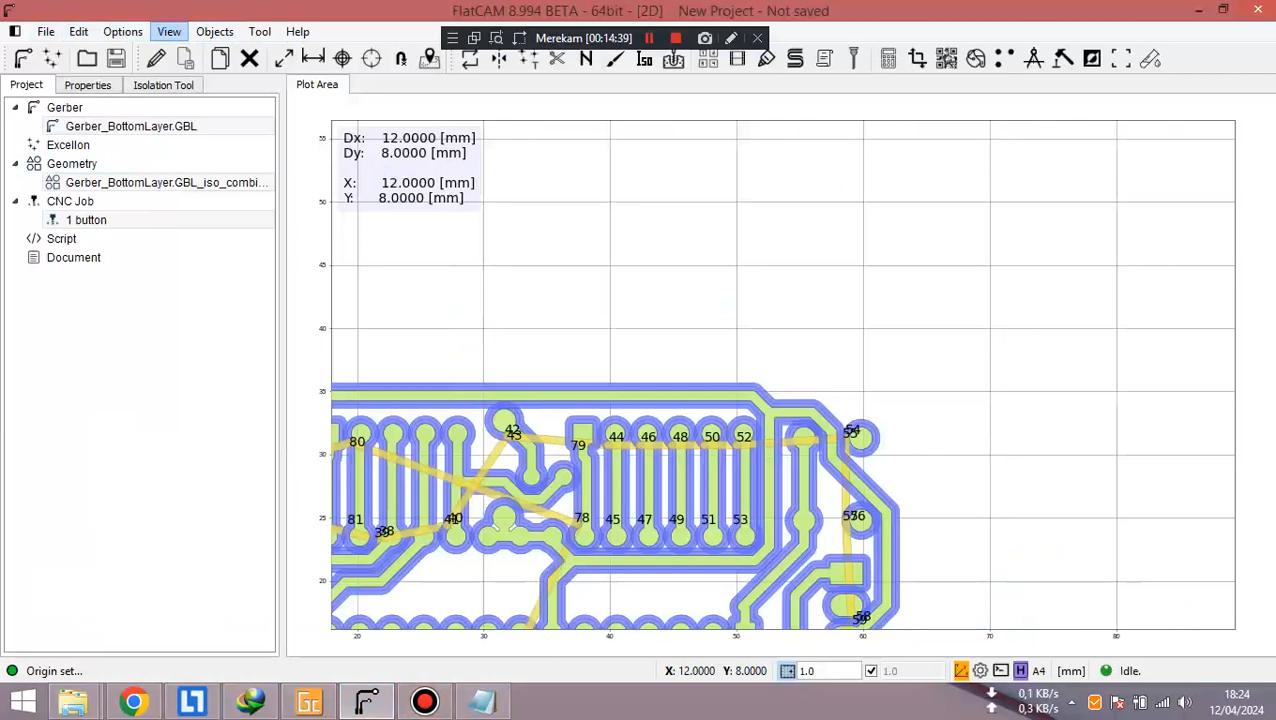 FlatCAM 8.994 BETA - 64bit - [2D] New Project - Not saved
File Edit Options View Objects Tool Help
Merekam [00:14:39]
Iso
Project Properties Isolation Tool
Plot Area
Gerber
Gerber_BottomLayer.GBL
Excellon
Geometry
Gerber_BottomLayer.GBL_iso_combi...
CNC Job
1 button
Script
Document
Dx: 12.0000 [mm]
Dy: 8.0000 [mm]
X: 12.0000 [mm]
Y: 8.0000 [mm]
55
50
45
40
35
30
25
20
20 30 40 50 60 70 80
80 42 43 79 44 46 48 50 52 54 55
81 39 38 41 40 78 45 47 49 51 53 57 56
58 59
Origin set...
X: 12.0000 Y: 8.0000 1.0 1.0 H A4 [mm] Idle.
0,1 KB/s
0,3 KB/s
18:24
12/04/2024